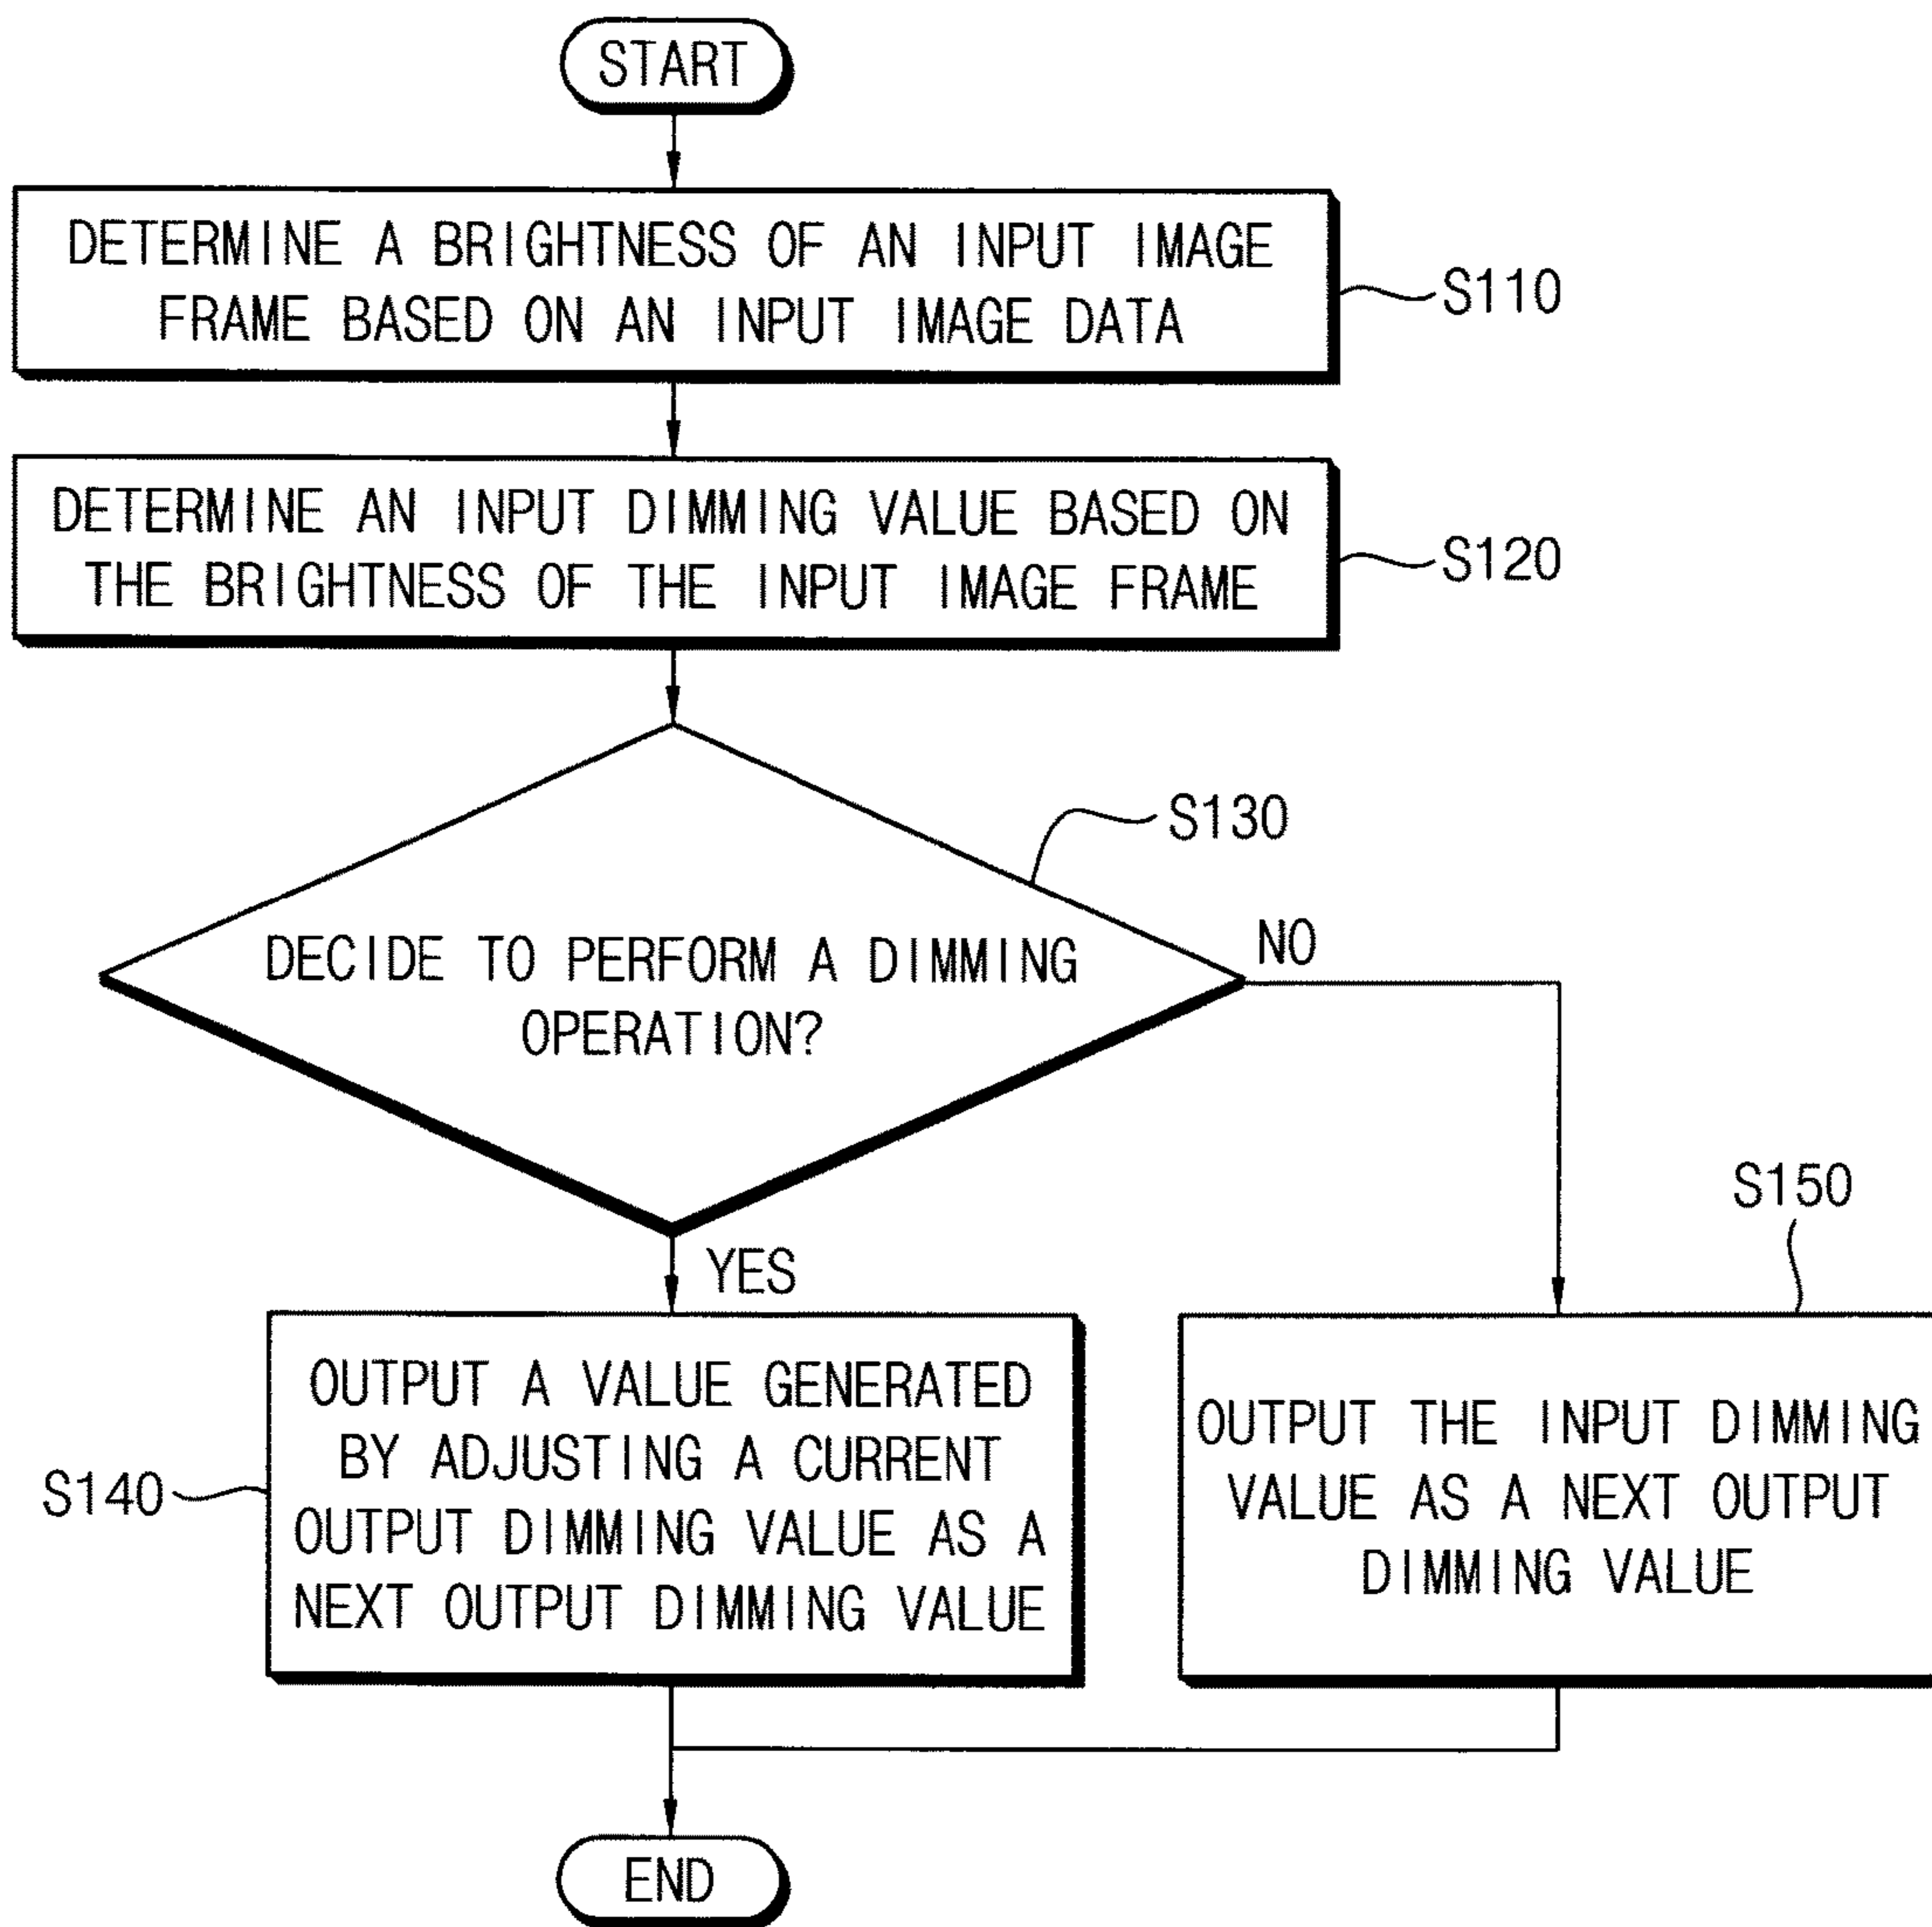 START
DETERMINE A BRIGHTNESS OF AN INPUT IMAGE
FRAME BASED ON AN INPUT IMAGE DATA
S110
DETERMINE AN INPUT DIMMING VALUE BASED ON
THE BRIGHTNESS OF THE INPUT IMAGE FRAME
S120
S130
DECIDE TO PERFORM A DIMMING
OPERATION?
NO
YES
S150
OUTPUT A VALUE GENERATED
BY ADJUSTING A CURRENT
OUTPUT DIMMING VALUE AS A
NEXT OUTPUT DIMMING VALUE
S140
OUTPUT THE INPUT DIMMING
VALUE AS A NEXT OUTPUT
DIMMING VALUE
END